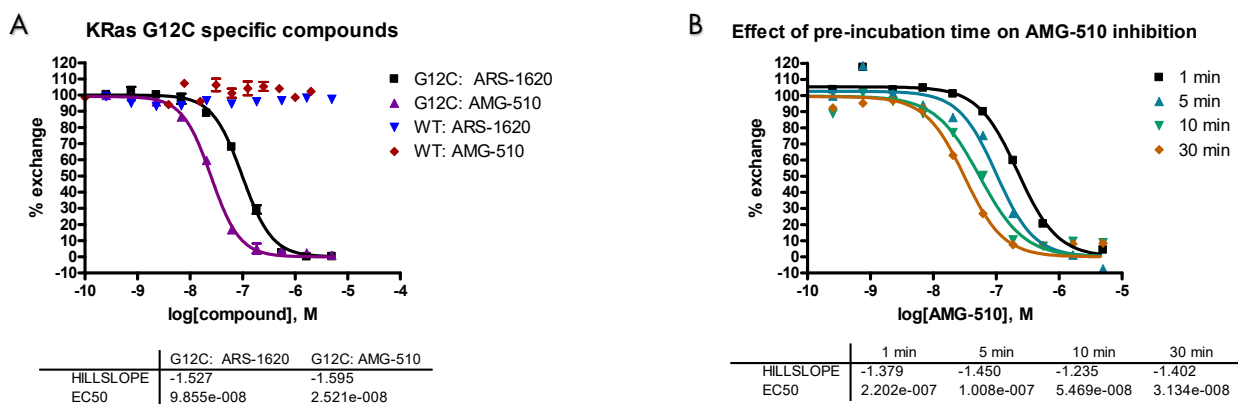 A
KRas G12C specific compounds
120
110
100
90
80
70
60
50
40
30
20
10
0
-10
% exchange
-10 -9 -8 -7 -6 -5 -4
log[compound], M
G12C: ARS-1620
G12C: AMG-510
WT: ARS-1620
WT: AMG-510
G12C: ARS-1620 G12C: AMG-510
HILLSLOPE -1.527 -1.595
EC50 9.855e-008 2.521e-008
B
Effect of pre-incubation time on AMG-510 inhibition
120
110
100
90
80
70
60
50
40
30
20
10
0
-10
% exchange
-10 -9 -8 -7 -6 -5
log[AMG-510], M
1 min
5 min
10 min
30 min
1 min 5 min 10 min 30 min
HILLSLOPE -1.379 -1.450 -1.235 -1.402
EC50 2.202e-007 1.008e-007 5.469e-008 3.134e-008